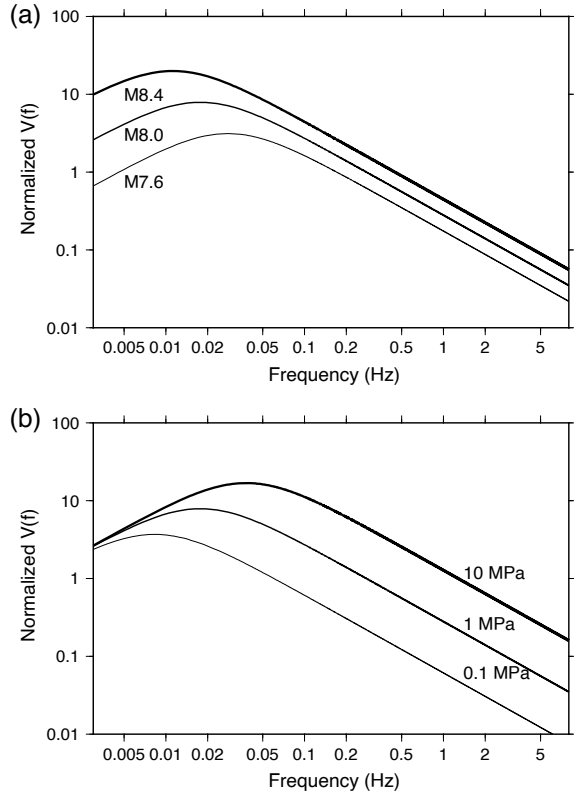 (a)
100
10
1
0.1
0.01
Normalized V(f)
M8.4
M8.0
M7.6
0.005 0.01 0.02 0.05 0.1 0.2 0.5 1 2 5
Frequency (Hz)
(b)
100
10
1
0.1
0.01
Normalized V(f)
10 MPa
1 MPa
0.1 MPa
0.005 0.01 0.02 0.05 0.1 0.2 0.5 1 2 5
Frequency (Hz)